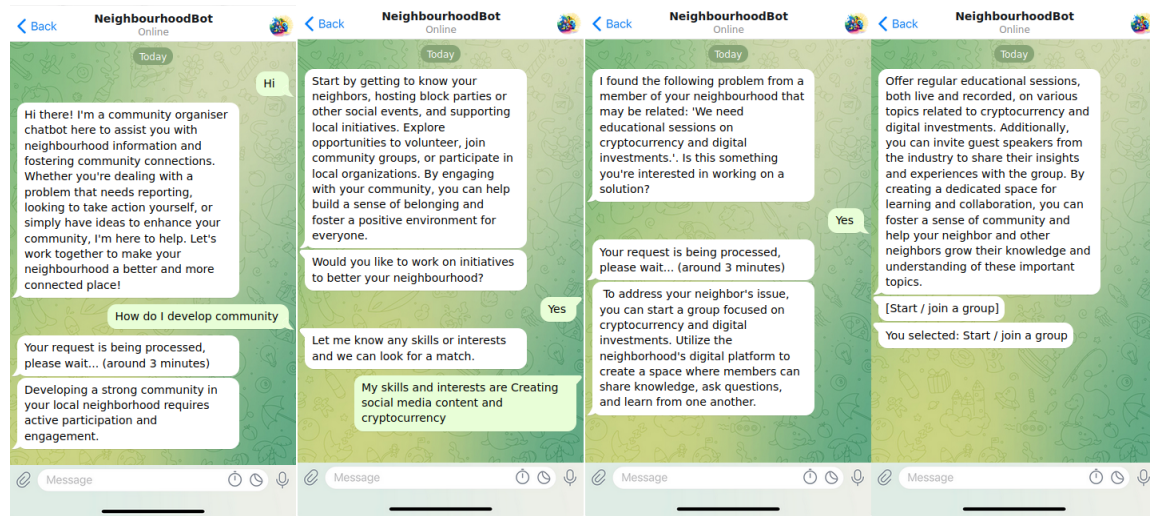 Back
NeighbourhoodBot
Online
Today
Hi
Hi there! I'm a community organiser
chatbot here to assist you with
neighbourhood information and
fostering community connections.
Whether you're dealing with a
problem that needs reporting,
looking to take action yourself, or
simply have ideas to enhance your
community, I'm here to help. Let's
work together to make your
neighbourhood a better and more
connected place!
How do I develop community
Your request is being processed,
please wait... (around 3 minutes)
Developing a strong community in
your local neighborhood requires
active participation and
engagement.
Message
Back
NeighbourhoodBot
Online
Today
Start by getting to know your
neighbors, hosting block parties or
other social events, and supporting
local initiatives. Explore
opportunities to volunteer, join
community groups, or participate in
local organizations. By engaging
with your community, you can help
build a sense of belonging and
foster a positive environment for
everyone.
Would you like to work on initiatives
to better your neighbourhood?
Yes
Let me know any skills or interests
and we can look for a match.
My skills and interests are Creating
social media content and
cryptocurrency
Message
Back
NeighbourhoodBot
Online
Today
I found the following problem from a
member of your neighbourhood that
may be related: 'We need
educational sessions on
cryptocurrency and digital
investments.'. Is this something
you're interested in working on a
solution?
Yes
Your request is being processed,
please wait... (around 3 minutes)
To address your neighbor's issue,
you can start a group focused on
cryptocurrency and digital
investments. Utilize the
neighborhood's digital platform to
create a space where members can
share knowledge, ask questions,
and learn from one another.
Message
Back
NeighbourhoodBot
Online
Today
Offer regular educational sessions,
both live and recorded, on various
topics related to cryptocurrency and
digital investments. Additionally,
you can invite guest speakers from
the industry to share their insights
and experiences with the group. By
creating a dedicated space for
learning and collaboration, you can
foster a sense of community and
help your neighbor and other
neighbors grow their knowledge and
understanding of these important
topics.
[Start / join a group]
You selected: Start / join a group
Message